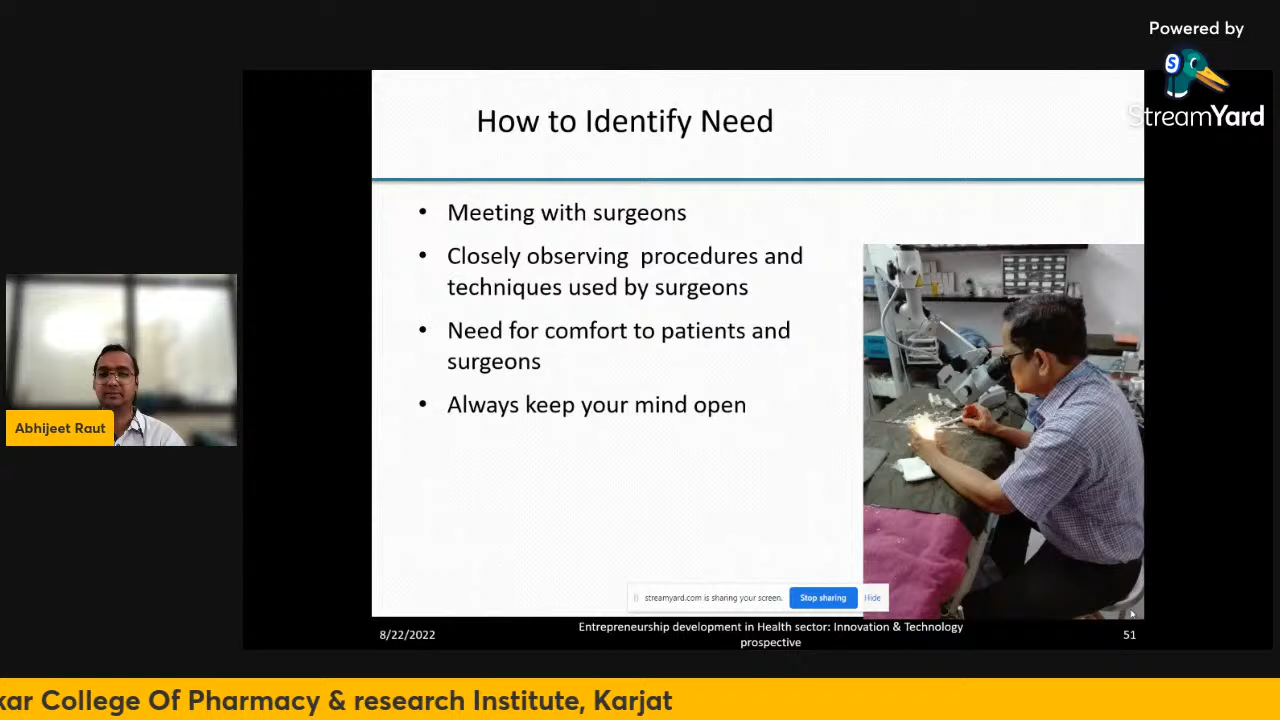 Powered by
StreamYard
How to Identify Need
• Meeting with surgeons
• Closely observing procedures and
techniques used by surgeons
• Need for comfort to patients and
surgeons
• Always keep your mind open
Abhijeet Raut
streamyard.com is sharing your screen.
Stop sharing
Hide
8/22/2022
Entrepreneurship development in Health sector: Innovation & Technology
prospective
51
kar College Of Pharmacy & research Institute, Karjat